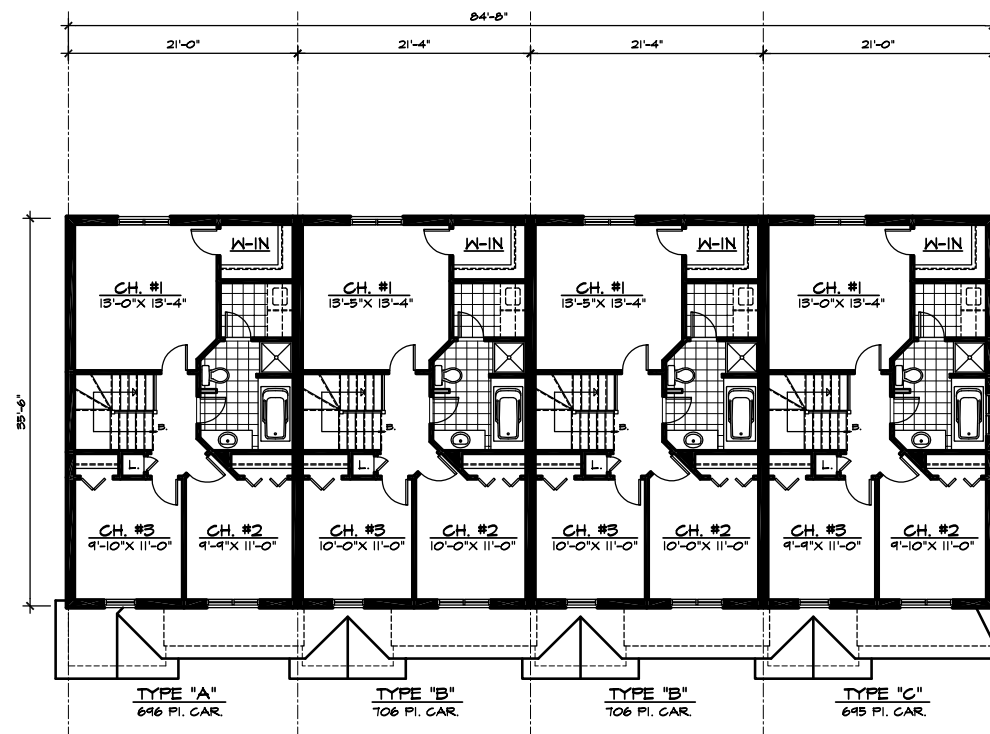 84'-8"
21'-0"
21'-4"
21'-4"
21'-0"
35'-6"
W-IN
W-IN
W-IN
W-IN
CH. #1
13'-0"X 13'-4"
CH. #1
13'-5"X 13'-4"
CH. #1
13'-5"X 13'-4"
CH. #1
13'-0"X 13'-4"
B.
B.
B.
B.
L.
L.
L.
L.
CH. #3
9'-10"X 11'-0"
CH. #2
9'-9"X 11'-0"
CH. #3
10'-0"X 11'-0"
CH. #2
10'-0"X 11'-0"
CH. #3
10'-0"X 11'-0"
CH. #2
10'-0"X 11'-0"
CH. #3
9'-9"X 11'-0"
CH. #2
9'-10"X 11'-0"
TYPE "A"
696 PI. CAR.
TYPE "B"
706 PI. CAR.
TYPE "B"
706 PI. CAR.
TYPE "C"
695 PI. CAR.